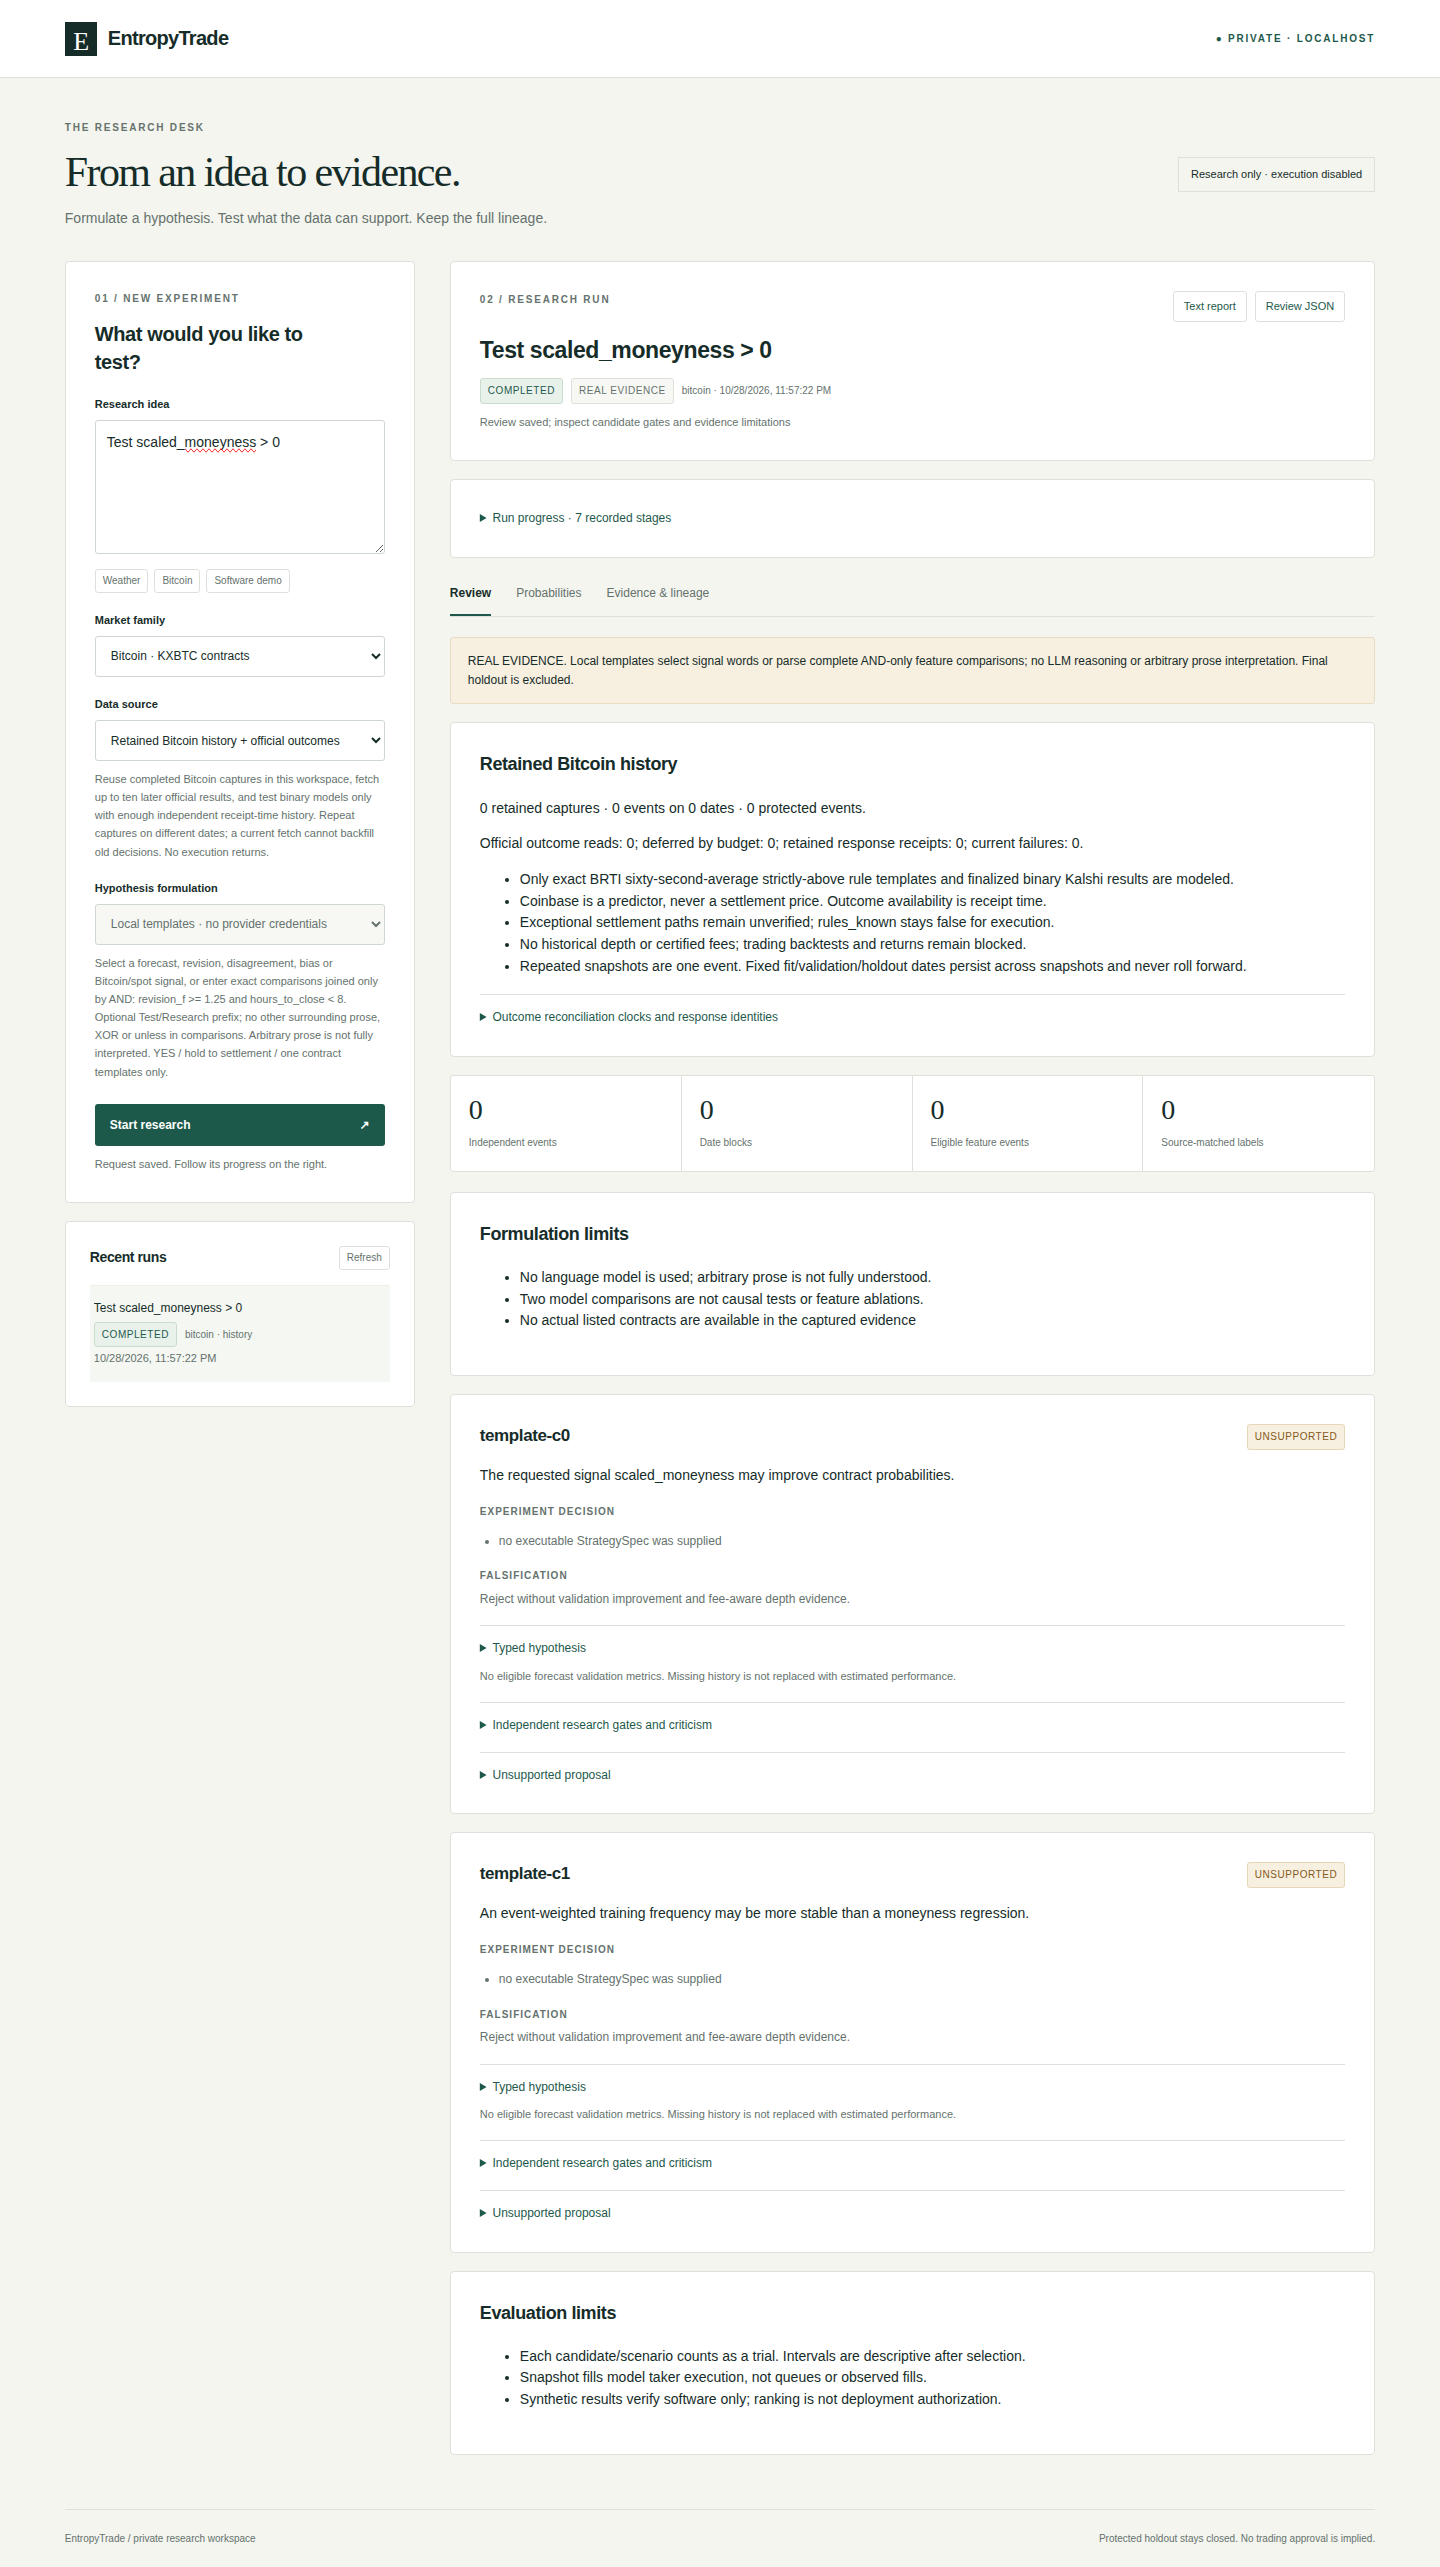 E EntropyTrade
● PRIVATE · LOCALHOST
THE RESEARCH DESK
From an idea to evidence.
Research only · execution disabled
Formulate a hypothesis. Test what the data can support. Keep the full lineage.
01 / NEW EXPERIMENT
What would you like to
test?
Research idea
Test scaled_moneyness > 0
Weather Bitcoin Software demo
Market family
Bitcoin · KXBTC contracts
Data source
Retained Bitcoin history + official outcomes
Reuse completed Bitcoin captures in this workspace, fetch
up to ten later official results, and test binary models only
with enough independent receipt-time history. Repeat
captures on different dates; a current fetch cannot backfill
old decisions. No execution returns.
Hypothesis formulation
Local templates · no provider credentials
Select a forecast, revision, disagreement, bias or
Bitcoin/spot signal, or enter exact comparisons joined only
by AND: revision_f >= 1.25 and hours_to_close < 8.
Optional Test/Research prefix; no other surrounding prose,
XOR or unless in comparisons. Arbitrary prose is not fully
interpreted. YES / hold to settlement / one contract
templates only.
Start research ↗
Request saved. Follow its progress on the right.
Recent runs
Refresh
Test scaled_moneyness > 0
COMPLETED bitcoin · history
10/28/2026, 11:57:22 PM
02 / RESEARCH RUN
Text report Review JSON
Test scaled_moneyness > 0
COMPLETED REAL EVIDENCE bitcoin · 10/28/2026, 11:57:22 PM
Review saved; inspect candidate gates and evidence limitations
▶ Run progress · 7 recorded stages
Review Probabilities Evidence & lineage
REAL EVIDENCE. Local templates select signal words or parse complete AND-only feature comparisons; no LLM reasoning or arbitrary prose interpretation. Final
holdout is excluded.
Retained Bitcoin history
0 retained captures · 0 events on 0 dates · 0 protected events.
Official outcome reads: 0; deferred by budget: 0; retained response receipts: 0; current failures: 0.
• Only exact BRTI sixty-second-average strictly-above rule templates and finalized binary Kalshi results are modeled.
• Coinbase is a predictor, never a settlement price. Outcome availability is receipt time.
• Exceptional settlement paths remain unverified; rules_known stays false for execution.
• No historical depth or certified fees; trading backtests and returns remain blocked.
• Repeated snapshots are one event. Fixed fit/validation/holdout dates persist across snapshots and never roll forward.
▶ Outcome reconciliation clocks and response identities
0 0 0 0
Independent events Date blocks Eligible feature events Source-matched labels
Formulation limits
• No language model is used; arbitrary prose is not fully understood.
• Two model comparisons are not causal tests or feature ablations.
• No actual listed contracts are available in the captured evidence
template-c0
UNSUPPORTED
The requested signal scaled_moneyness may improve contract probabilities.
EXPERIMENT DECISION
• no executable StrategySpec was supplied
FALSIFICATION
Reject without validation improvement and fee-aware depth evidence.
▶ Typed hypothesis
No eligible forecast validation metrics. Missing history is not replaced with estimated performance.
▶ Independent research gates and criticism
▶ Unsupported proposal
template-c1
UNSUPPORTED
An event-weighted training frequency may be more stable than a moneyness regression.
EXPERIMENT DECISION
• no executable StrategySpec was supplied
FALSIFICATION
Reject without validation improvement and fee-aware depth evidence.
▶ Typed hypothesis
No eligible forecast validation metrics. Missing history is not replaced with estimated performance.
▶ Independent research gates and criticism
▶ Unsupported proposal
Evaluation limits
• Each candidate/scenario counts as a trial. Intervals are descriptive after selection.
• Snapshot fills model taker execution, not queues or observed fills.
• Synthetic results verify software only; ranking is not deployment authorization.
EntropyTrade / private research workspace
Protected holdout stays closed. No trading approval is implied.